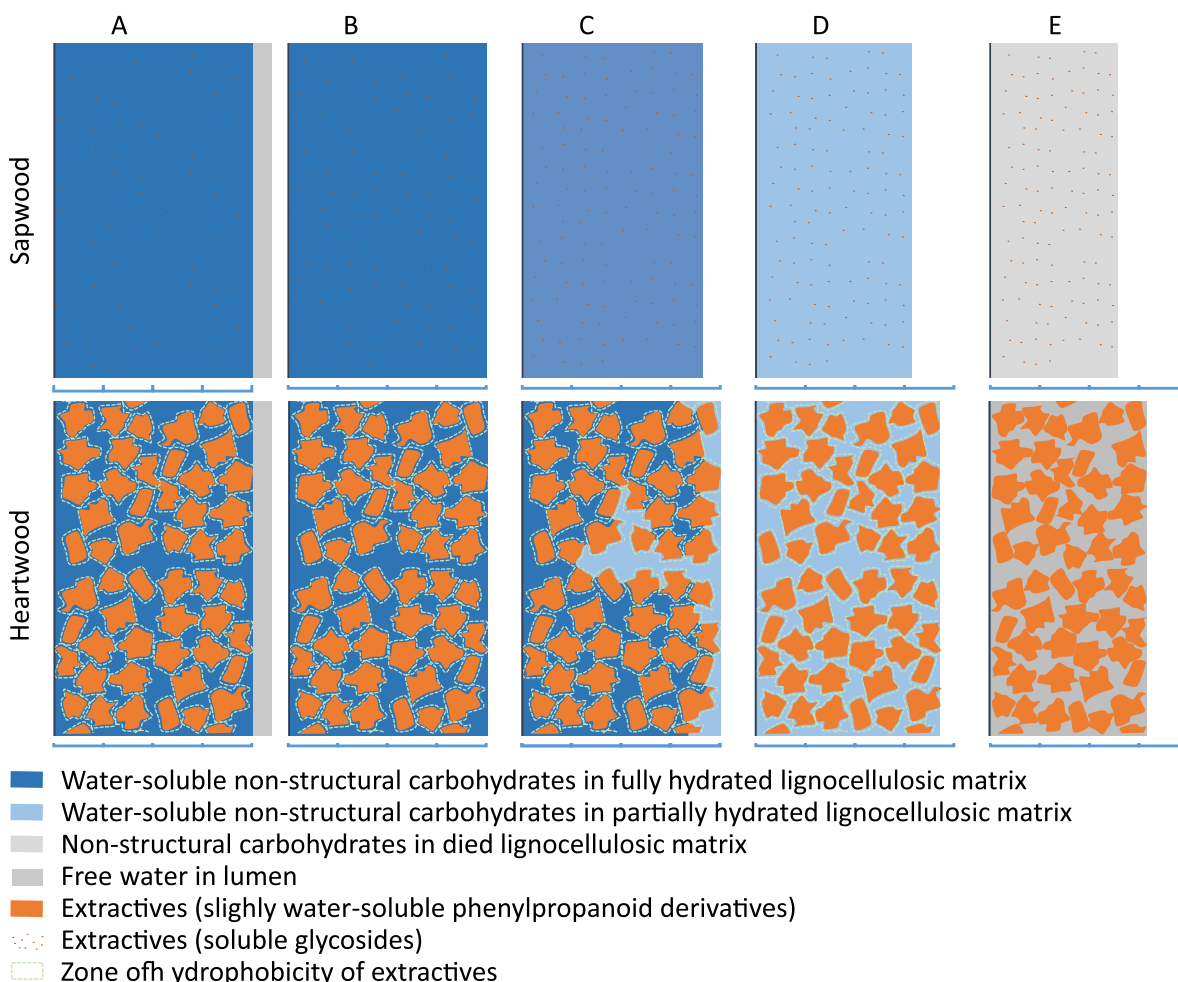 A B C D E
Sapwood
Heartwood
Water-soluble non-structural carbohydrates in fully hydrated lignocellulosic matrix
Water-soluble non-structural carbohydrates in partially hydrated lignocellulosic matrix
Non-structural carbohydrates in died lignocellulosic matrix
Free water in lumen
Extractives (slighly water-soluble phenylpropanoid derivatives)
Extractives (soluble glycosides)
Zone ofh ydrophobicity of extractives